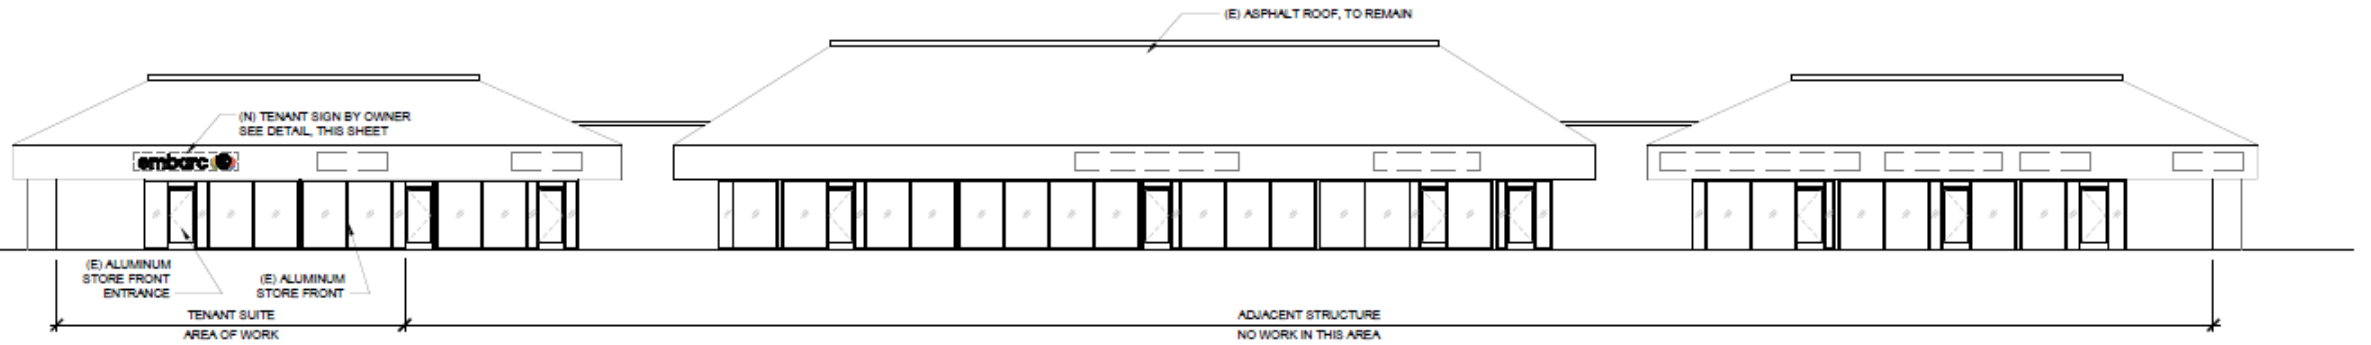 (E) ASPHALT ROOF, TO REMAIN
(N) TENANT SIGN BY OWNER
SEE DETAIL, THIS SHEET
embarc
(E) ALUMINUM
STORE FRONT
ENTRANCE
(E) ALUMINUM
STORE FRONT
TENANT SUITE
AREA OF WORK
ADJACENT STRUCTURE
NO WORK IN THIS AREA